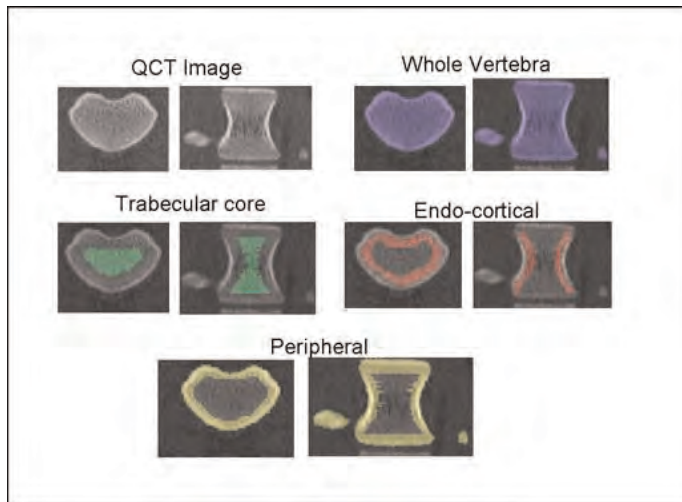 QCT Image
Whole Vertebra
Trabecular core
Endo-cortical
Peripheral